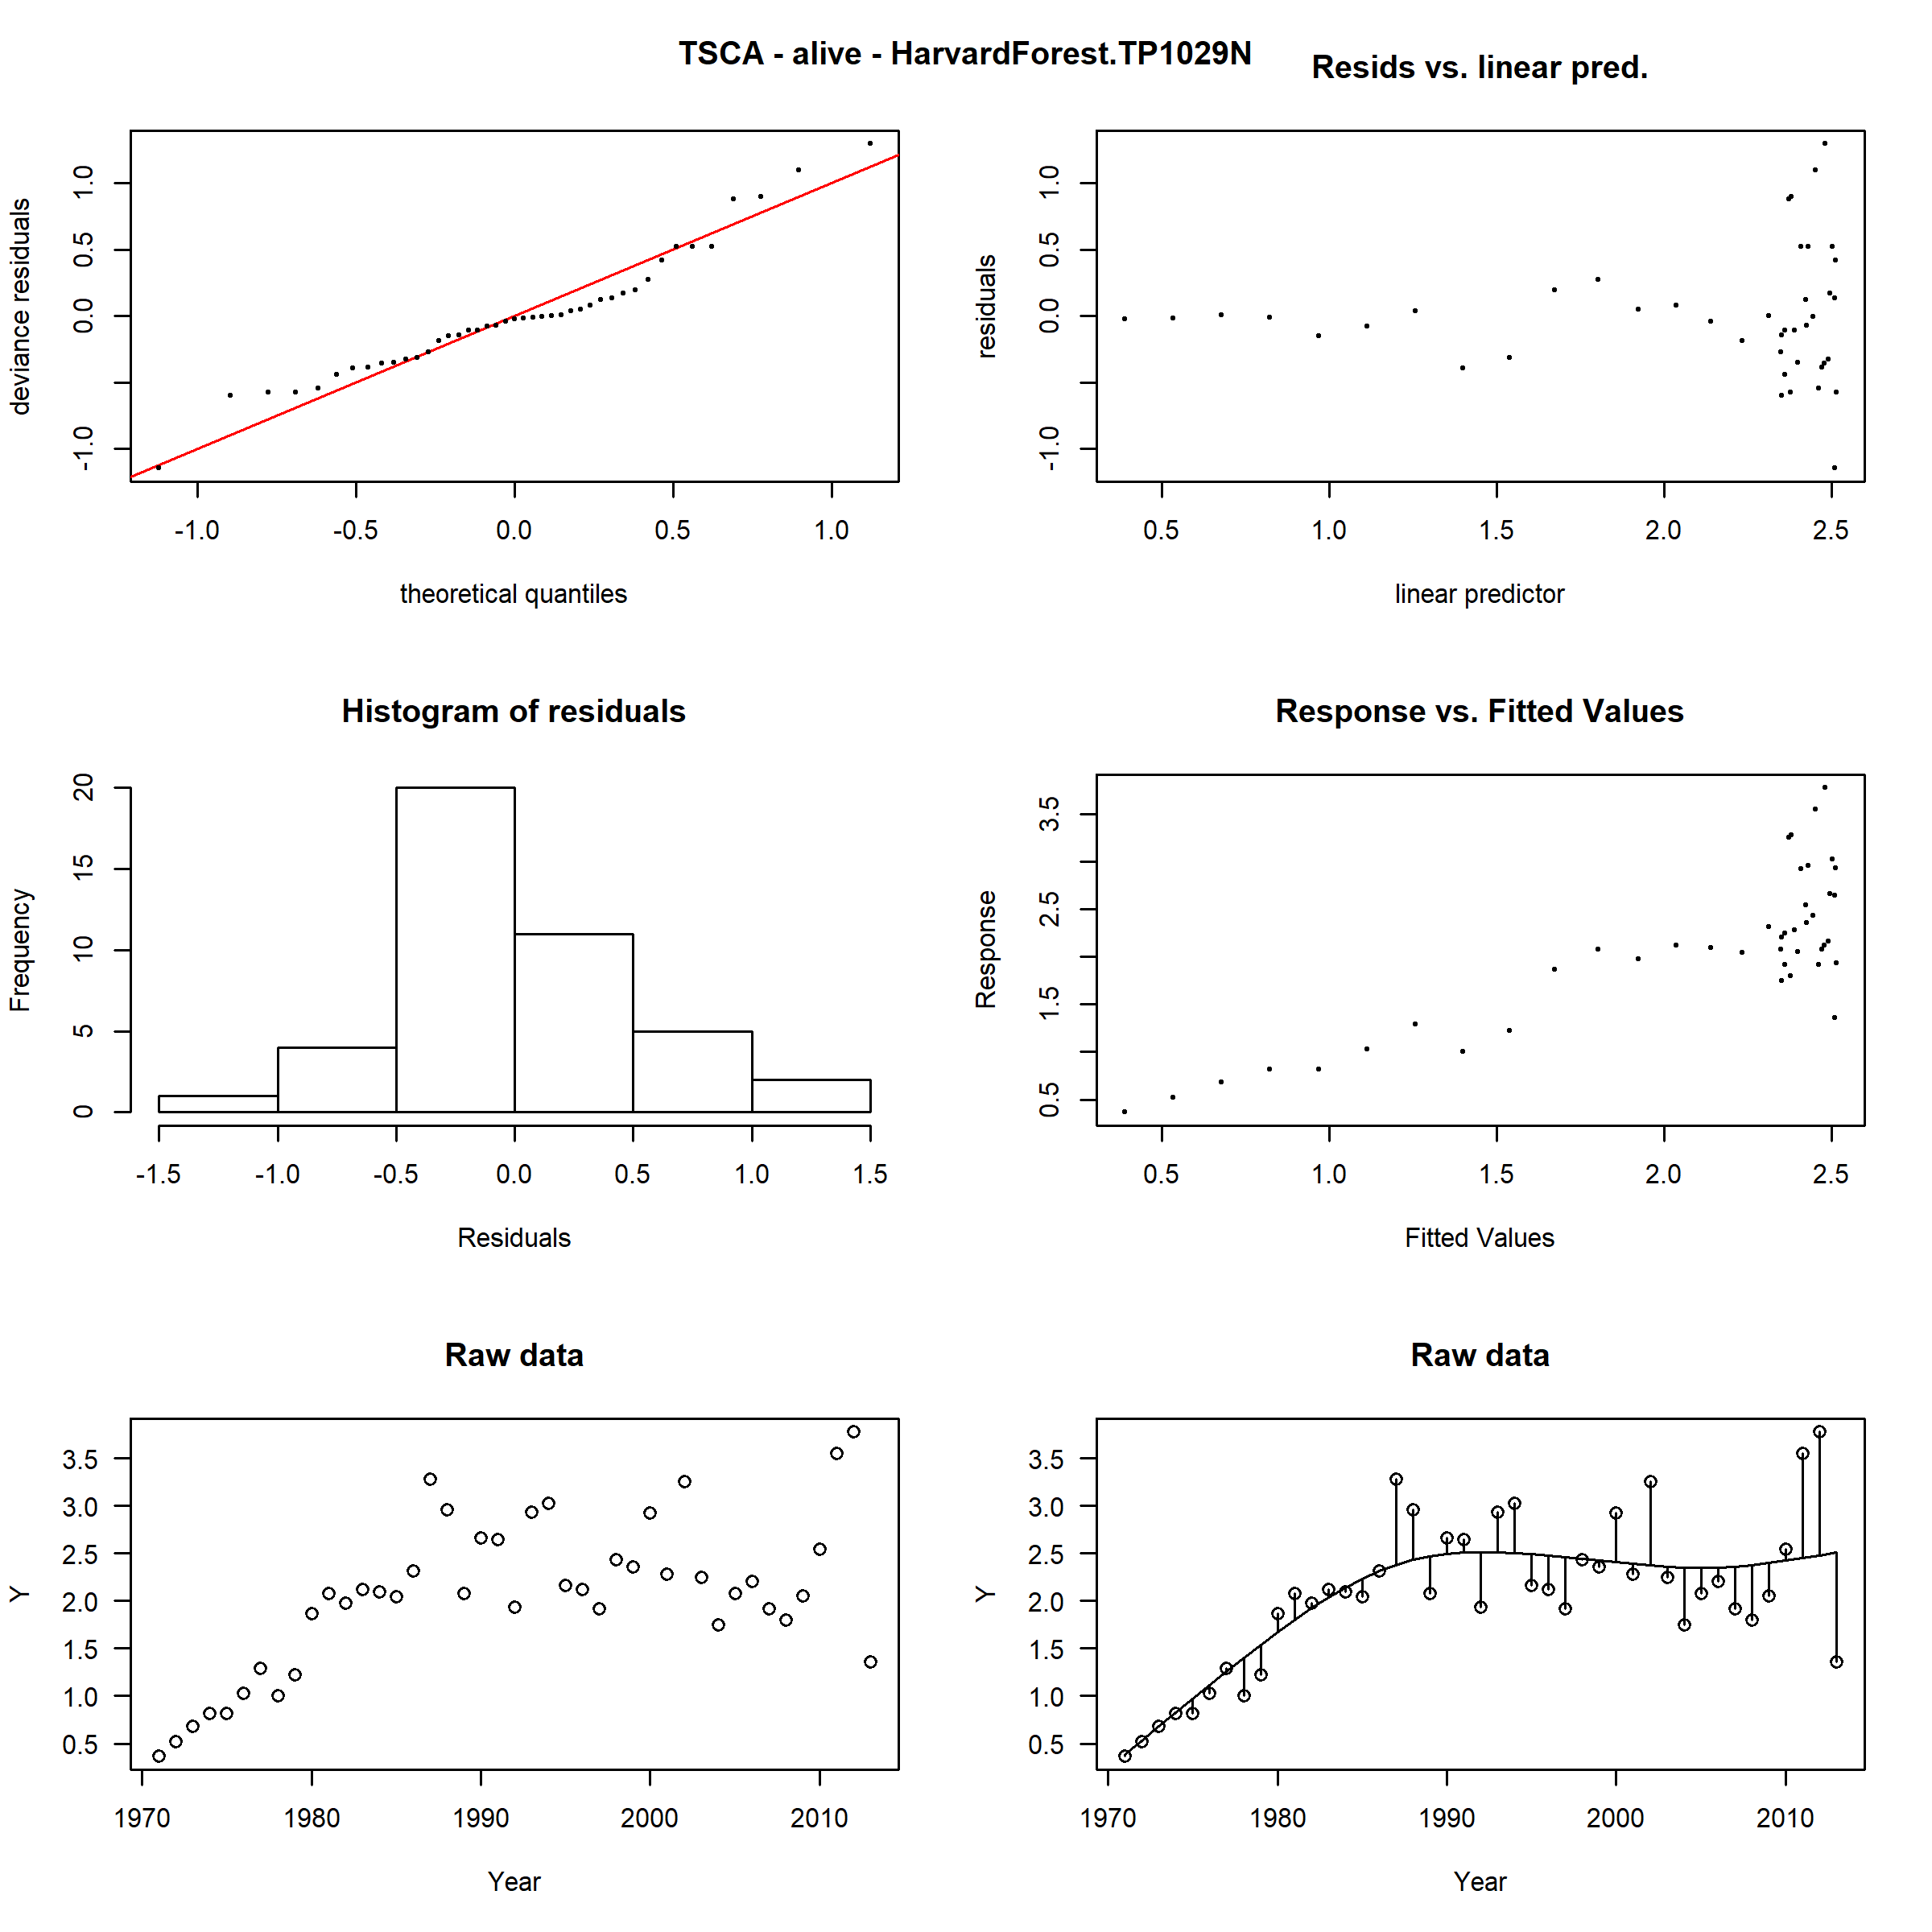 TSCA - alive - HarvardForest.TP1029N
Resids vs. linear pred.
deviance residuals
-1.0 0.0 0.5 1.0
-1.0 -0.5 0.0 0.5 1.0
theoretical quantiles
residuals
-1.0 0.0 0.5 1.0
0.5 1.0 1.5 2.0 2.5
linear predictor
Histogram of residuals
Frequency
0 5 10 15 20
-1.5 -1.0 -0.5 0.0 0.5 1.0 1.5
Residuals
Response vs. Fitted Values
Response
0.5 1.5 2.5 3.5
0.5 1.0 1.5 2.0 2.5
Fitted Values
Raw data
Y
3.5
3.0
2.5
2.0
1.5
1.0
0.5
1970 1980 1990 2000 2010
Year
Raw data
Y
3.5
3.0
2.5
2.0
1.5
1.0
0.5
1970 1980 1990 2000 2010
Year